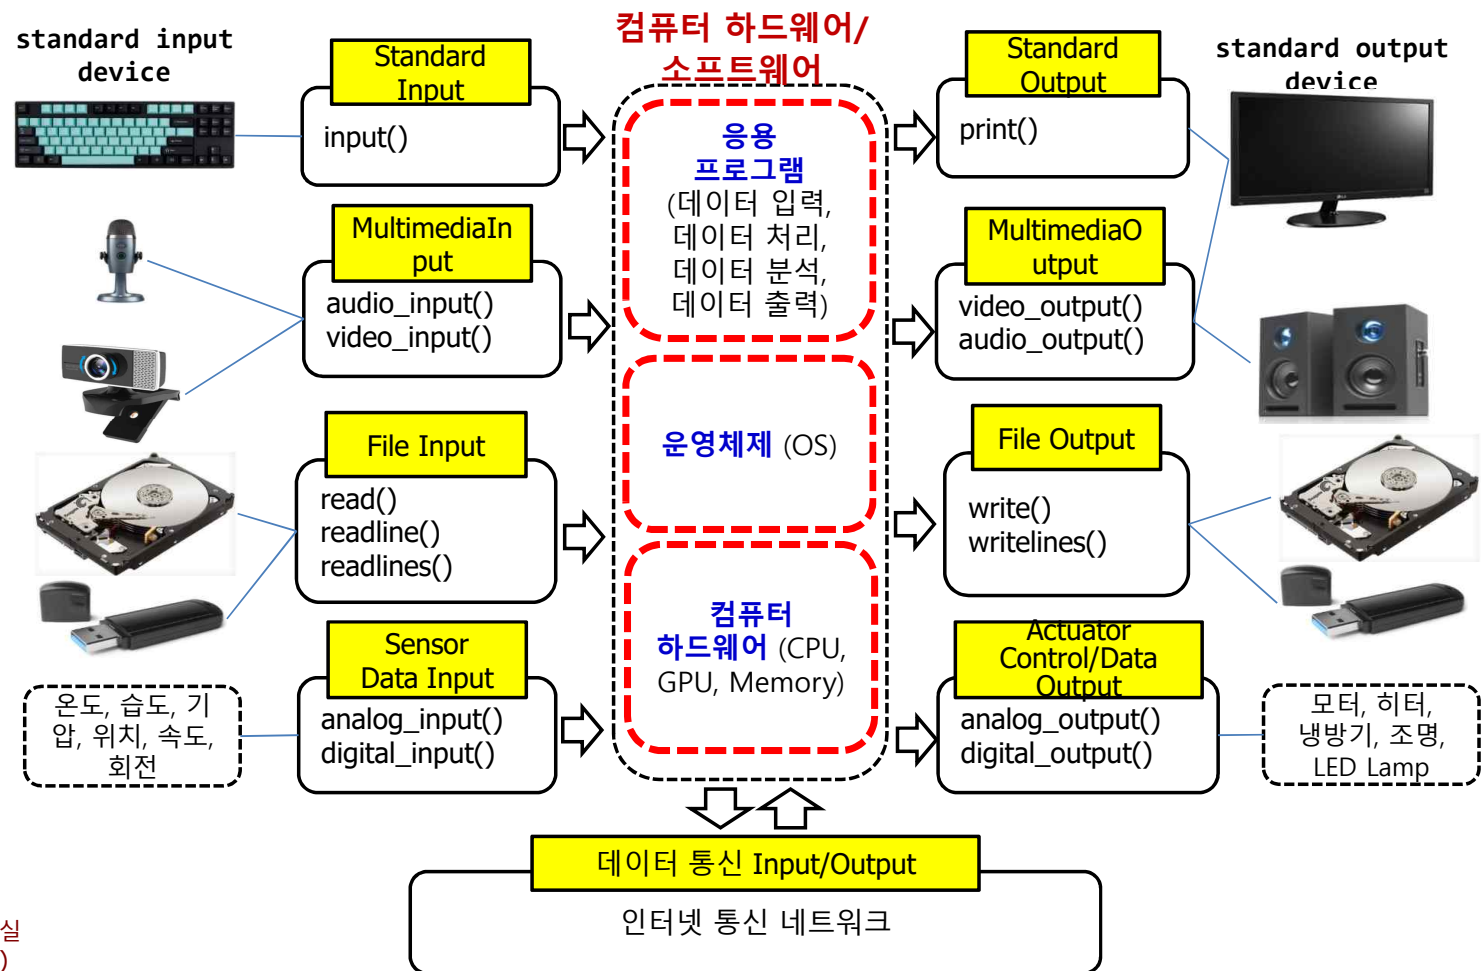 standard input
device
Standard
Input
input()
MultimediaIn
put
audio_input()
video_input()
File Input
read()
readline()
readlines()
Sensor
Data Input
analog_input()
digital_input()
온도, 습도, 기
압, 위치, 속도,
회전
컴퓨터 하드웨어/
소프트웨어
응용
프로그램
(데이터 입력,
데이터 처리,
데이터 분석,
데이터 출력)
운영체제 (OS)
컴퓨터
하드웨어 (CPU,
GPU, Memory)
Standard
Output
print()
MultimediaO
utput
video_output()
audio_output()
File Output
write()
writelines()
Actuator
Control/Data
Output
analog_output()
digital_output()
standard output
device
모터, 히터,
냉방기, 조명,
LED Lamp
데이터 통신 Input/Output
인터넷 통신 네트워크
실
)